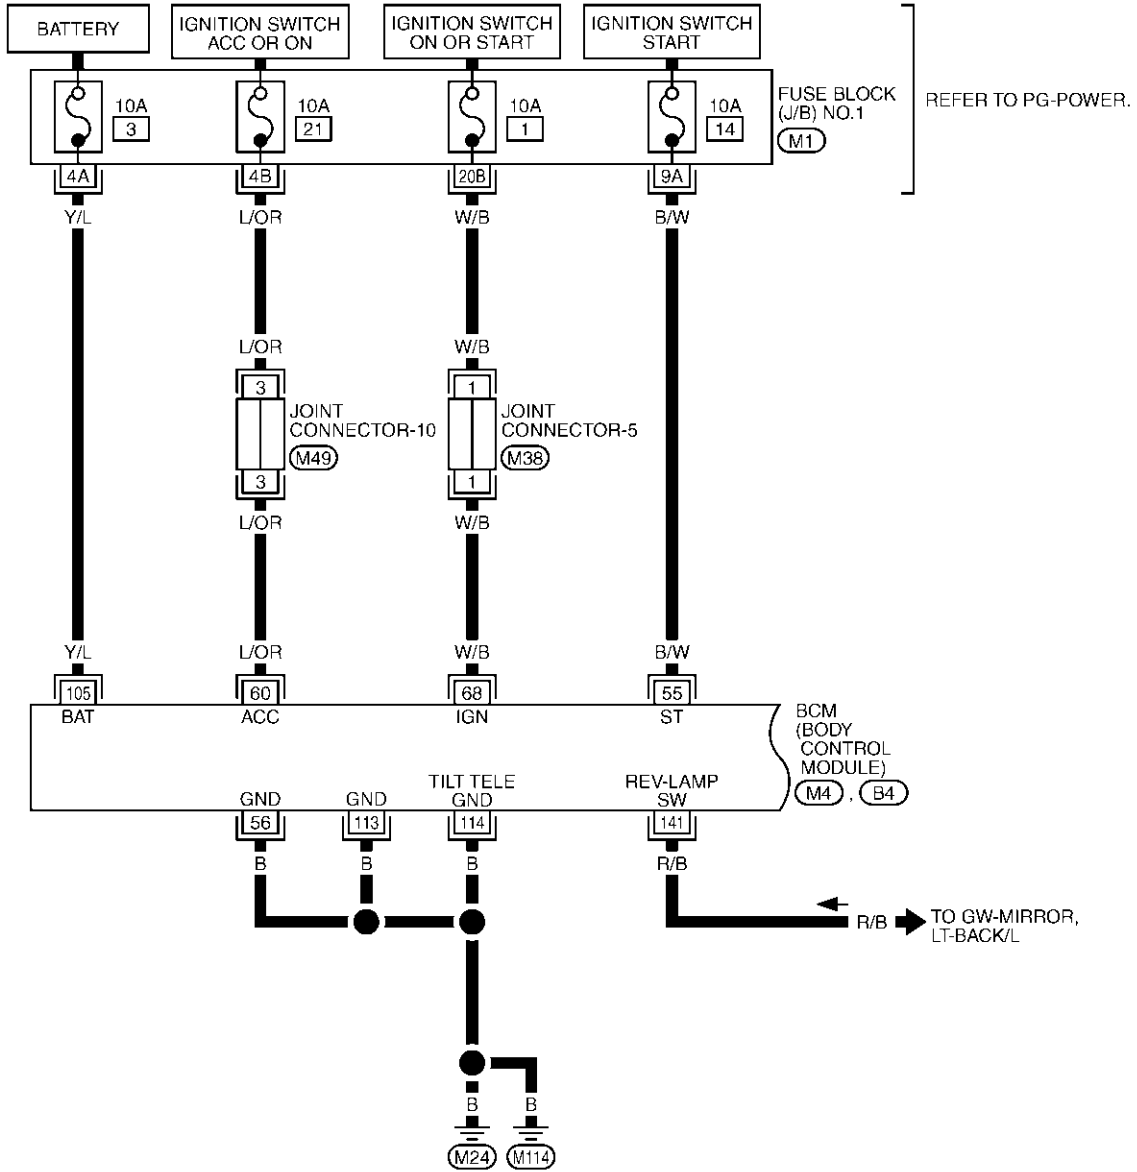 BATTERY
IGNITION SWITCH
ACC OR ON
IGNITION SWITCH
ON OR START
IGNITION SWITCH
START
10A
3
10A
21
10A
1
10A
14
FUSE BLOCK
(J/B) NO.1
M1
REFER TO PG-POWER.
4A
4B
20B
9A
Y/L
L/OR
W/B
B/W
L/OR
W/B
3
1
JOINT
CONNECTOR-10
M49
JOINT
CONNECTOR-5
M38
3
1
L/OR
W/B
Y/L
L/OR
W/B
B/W
105
60
68
55
BAT
ACC
IGN
ST
BCM
(BODY
CONTROL
MODULE)
M4 , B4
GND
GND
TILT TELE
GND
REV-LAMP
SW
56
113
114
141
B
B
B
R/B
R/B
TO GW-MIRROR,
LT-BACK/L
B
B
M24
M114